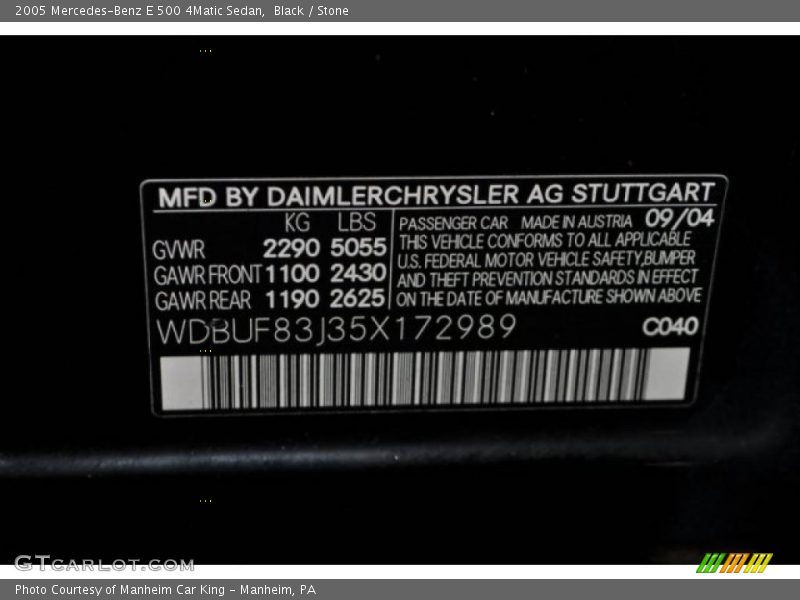 2005 Mercedes-Benz E 500 4Matic Sedan, Black / Stone
MFD BY DAIMLERCHRYSLER AG STUTTGART
KG LBS
GVWR 2290 5055
GAWR FRONT 1100 2430
GAWR REAR 1190 2625
PASSENGER CAR MADE IN AUSTRIA 09/04
THIS VEHICLE CONFORMS TO ALL APPLICABLE
U.S. FEDERAL MOTOR VEHICLE SAFETY,BUMPER
AND THEFT PREVENTION STANDARDS IN EFFECT
ON THE DATE OF MANUFACTURE SHOWN ABOVE
WDBUF83J35X172989 C040
GTCARLOT.COM
Photo Courtesy of Manheim Car King - Manheim, PA